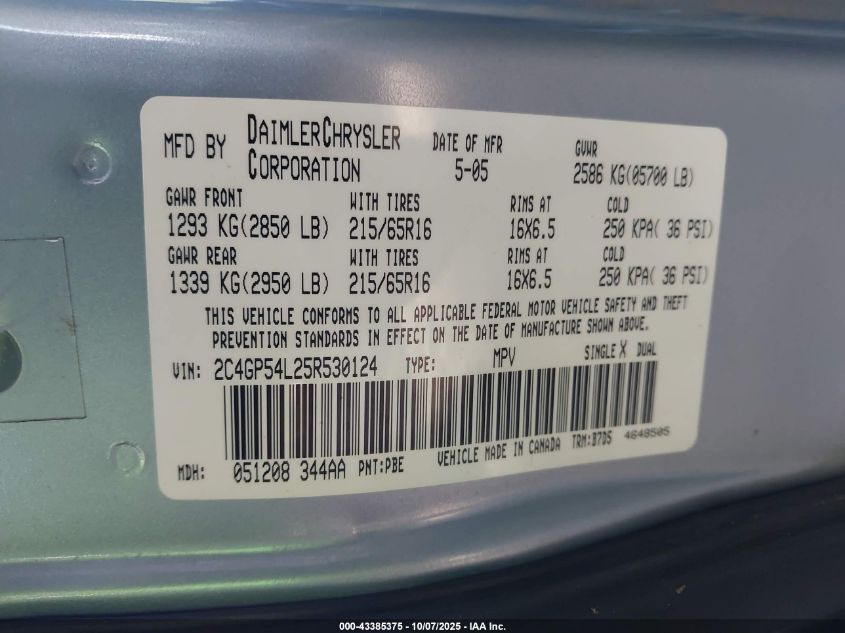 MFD BY DAIMLERCHRYSLER CORPORATION DATE OF MFR 5-05 GVWR 2586 KG(05700 LB)
GAWR FRONT WITH TIRES RIMS AT COLD
1293 KG(2850 LB) 215/65R16 16X6.5 250 KPA( 36 PSI)
GAWR REAR WITH TIRES RIMS AT COLD
1339 KG(2950 LB) 215/65R16 16X6.5 250 KPA( 36 PSI)
THIS VEHICLE CONFORMS TO ALL APPLICABLE FEDERAL MOTOR VEHICLE SAFETY AND THEFT
PREVENTION STANDARDS IN EFFECT ON THE DATE OF MANUFACTURE SHOWN ABOVE.
VIN: 2C4GP54L25R530124 TYPE: MPV SINGLE X DUAL
MDH: 051208 344AA PNT:PBE VEHICLE MADE IN CANADA TRM:B7D5 4648505
000-43385375 - 10/07/2025 - IAA Inc.